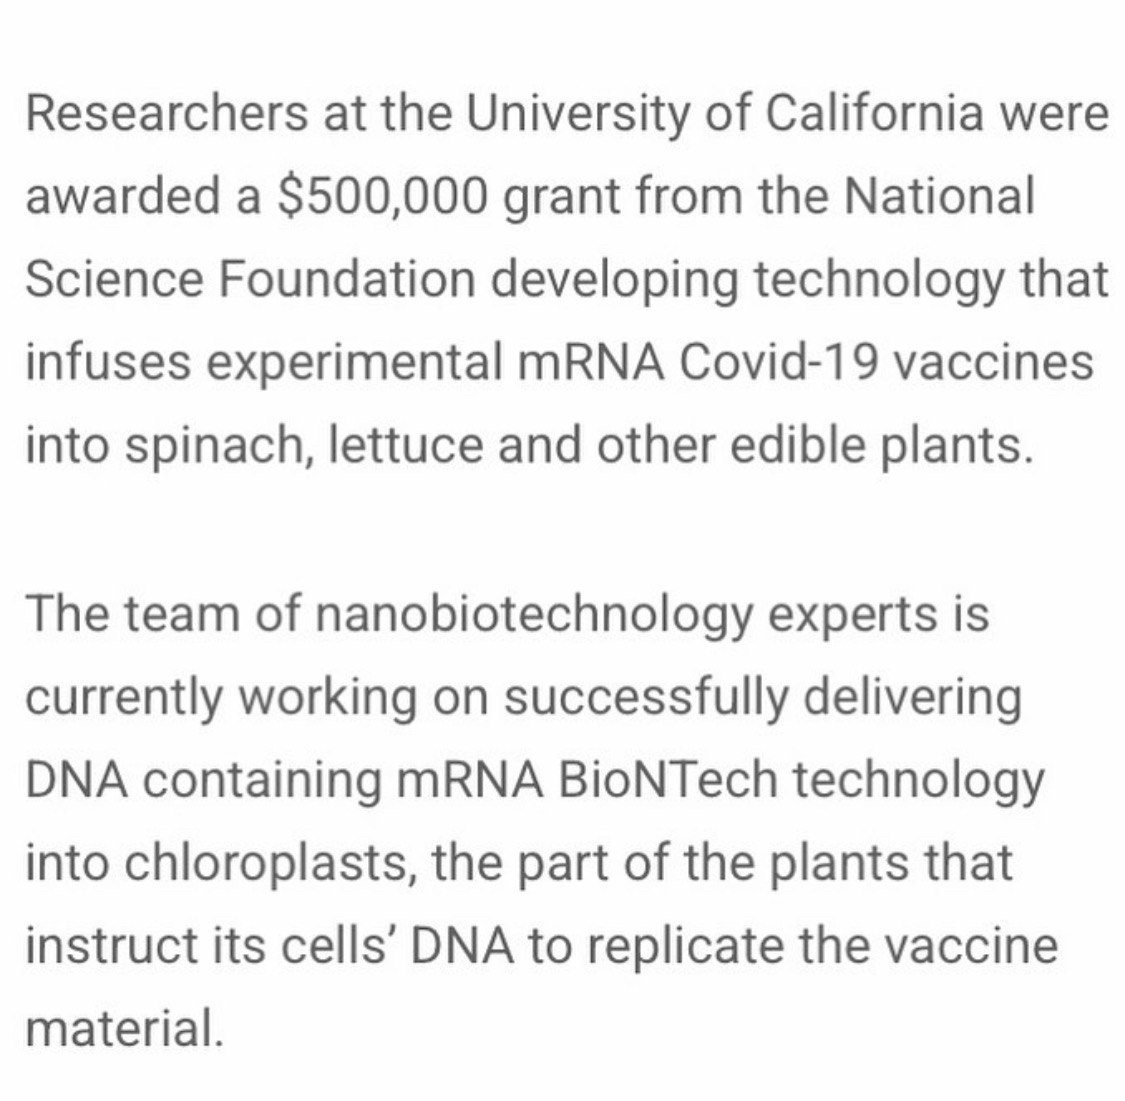 Researchers at the University of California were
awarded a $500,000 grant from the National
Science Foundation developing technology that
infuses experimental mRNA Covid-19 vaccines
into spinach, lettuce and other edible plants.
The team of nanobiotechnology experts is
currently working on successfully delivering
DNA containing mRNA BioNTech technology
into chloroplasts, the part of the plants that
instruct its cells’ DNA to replicate the vaccine
material.